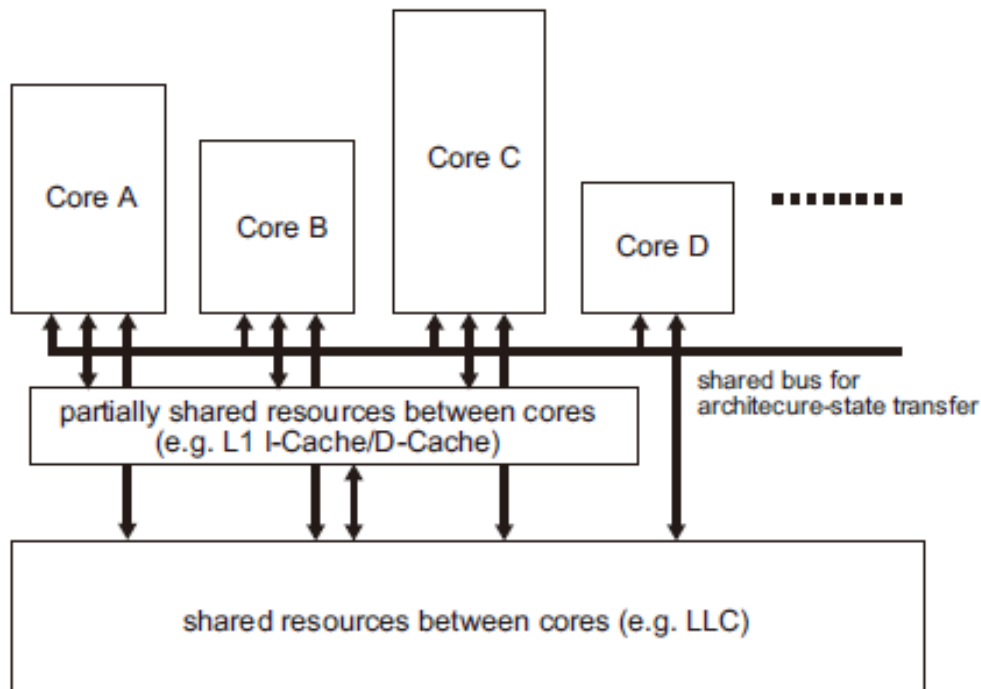 Core A
Core B
Core C
Core D
shared bus for
architecure-state transfer
partially shared resources between cores
(e.g. L1 I-Cache/D-Cache)
shared resources between cores (e.g. LLC)